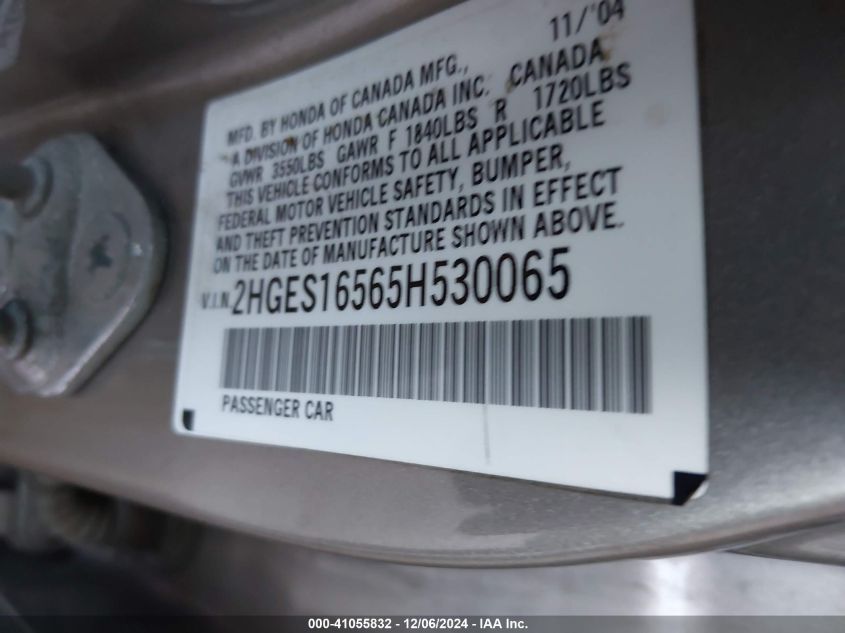 11/'04
MFD. BY HONDA OF CANADA MFG.,
A DIVISION OF HONDA CANADA INC. CANADA
GVWR 3550LBS GAWR F 1840LBS R 1720LBS
THIS VEHICLE CONFORMS TO ALL APPLICABLE
FEDERAL MOTOR VEHICLE SAFETY, BUMPER,
AND THEFT PREVENTION STANDARDS IN EFFECT
ON THE DATE OF MANUFACTURE SHOWN ABOVE.
V.I.N. 2HGES16565H530065
PASSENGER CAR
000-41055832 - 12/06/2024 - IAA Inc.